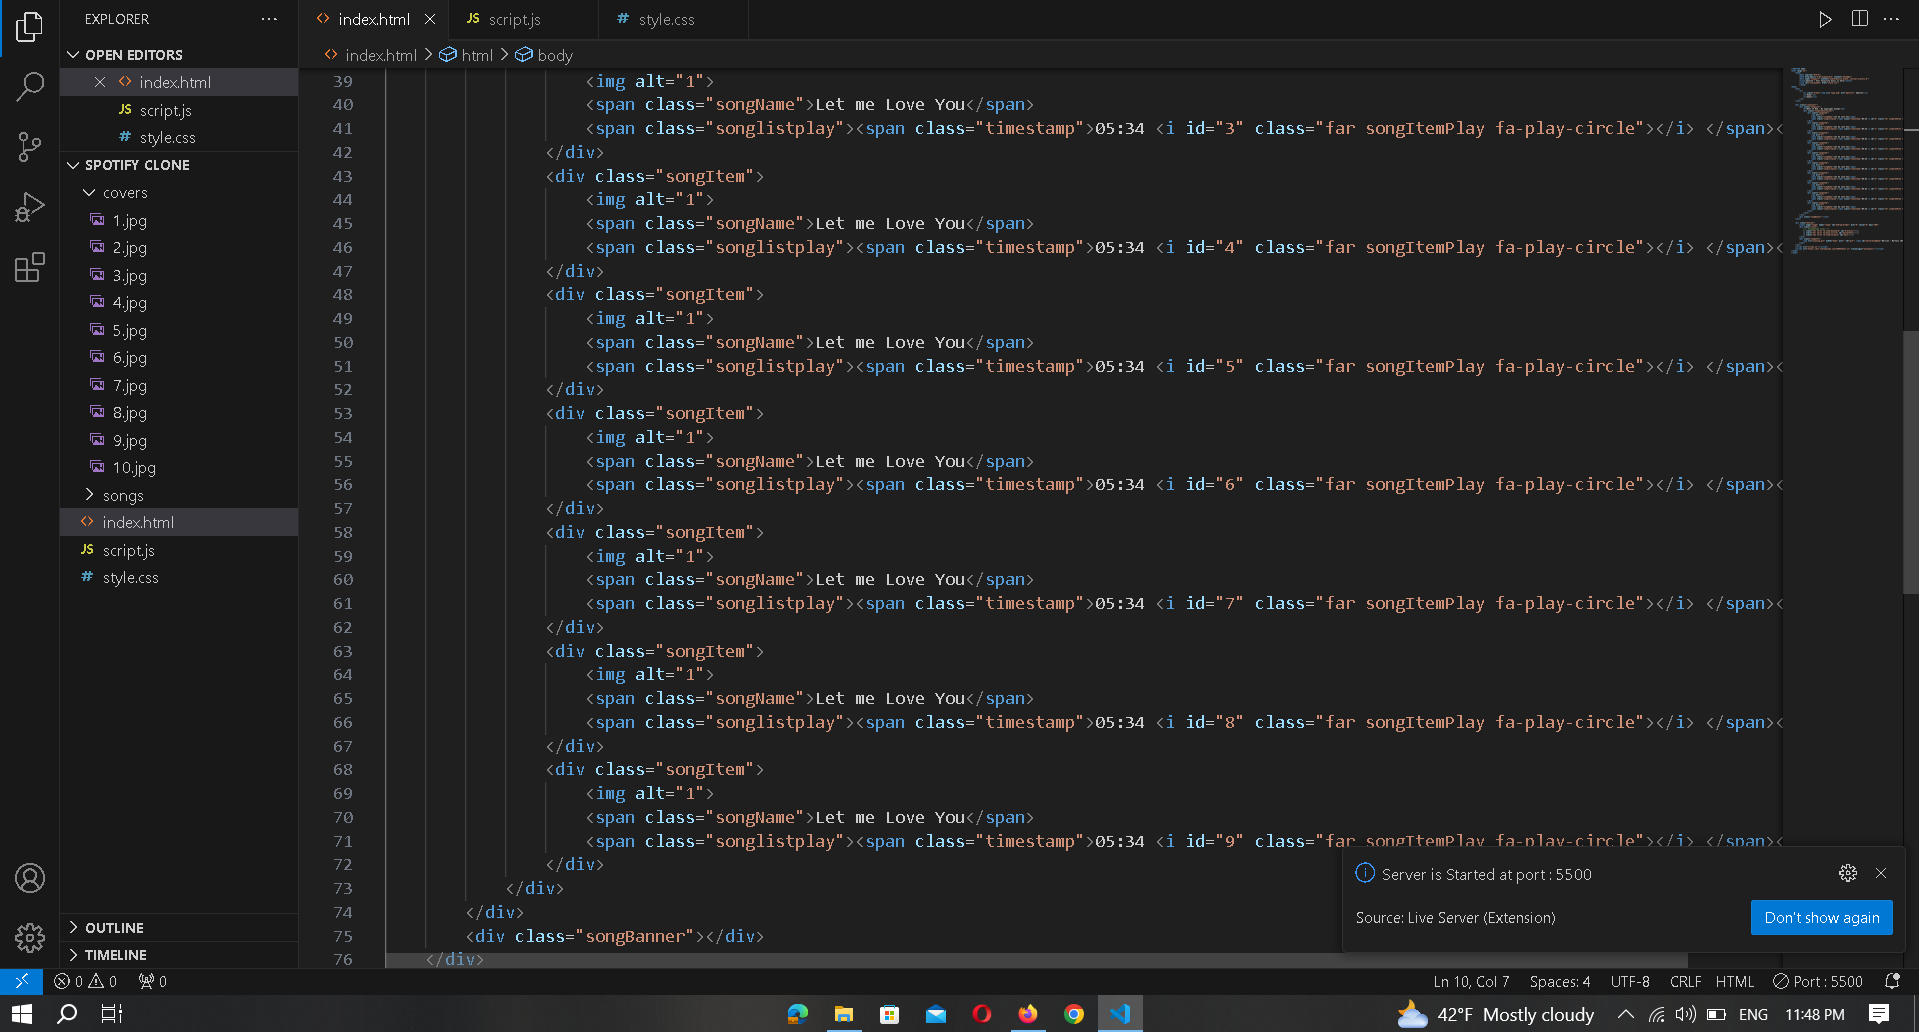 EXPLORER
OPEN EDITORS
index.html
script.js
style.css
SPOTIFY CLONE
covers
1.jpg
2.jpg
3.jpg
4.jpg
5.jpg
6.jpg
7.jpg
8.jpg
9.jpg
10.jpg
songs
index.html
script.js
style.css
OUTLINE
TIMELINE
index.html script.js style.css
index.html > html > body
39 <img alt="1">
40 <span class="songName">Let me Love You</span>
41 <span class="songlistplay"><span class="timestamp">05:34 <i id="3" class="far songItemPlay fa-play-circle"></i> </span><
42 </div>
43 <div class="songItem">
44 <img alt="1">
45 <span class="songName">Let me Love You</span>
46 <span class="songlistplay"><span class="timestamp">05:34 <i id="4" class="far songItemPlay fa-play-circle"></i> </span><
47 </div>
48 <div class="songItem">
49 <img alt="1">
50 <span class="songName">Let me Love You</span>
51 <span class="songlistplay"><span class="timestamp">05:34 <i id="5" class="far songItemPlay fa-play-circle"></i> </span><
52 </div>
53 <div class="songItem">
54 <img alt="1">
55 <span class="songName">Let me Love You</span>
56 <span class="songlistplay"><span class="timestamp">05:34 <i id="6" class="far songItemPlay fa-play-circle"></i> </span><
57 </div>
58 <div class="songItem">
59 <img alt="1">
60 <span class="songName">Let me Love You</span>
61 <span class="songlistplay"><span class="timestamp">05:34 <i id="7" class="far songItemPlay fa-play-circle"></i> </span><
62 </div>
63 <div class="songItem">
64 <img alt="1">
65 <span class="songName">Let me Love You</span>
66 <span class="songlistplay"><span class="timestamp">05:34 <i id="8" class="far songItemPlay fa-play-circle"></i> </span><
67 </div>
68 <div class="songItem">
69 <img alt="1">
70 <span class="songName">Let me Love You</span>
71 <span class="songlistplay"><span class="timestamp">05:34 <i id="9" class="far songItemPlay fa-play-circle"></i> </span><
72 </div>
73 </div>
74 </div>
75 <div class="songBanner"></div>
76 </div>
Server is Started at port : 5500
Source: Live Server (Extension)
Don't show again
0 0 0 Ln 10, Col 7 Spaces: 4 UTF-8 CRLF HTML Port : 5500
42°F Mostly cloudy ENG 11:48 PM